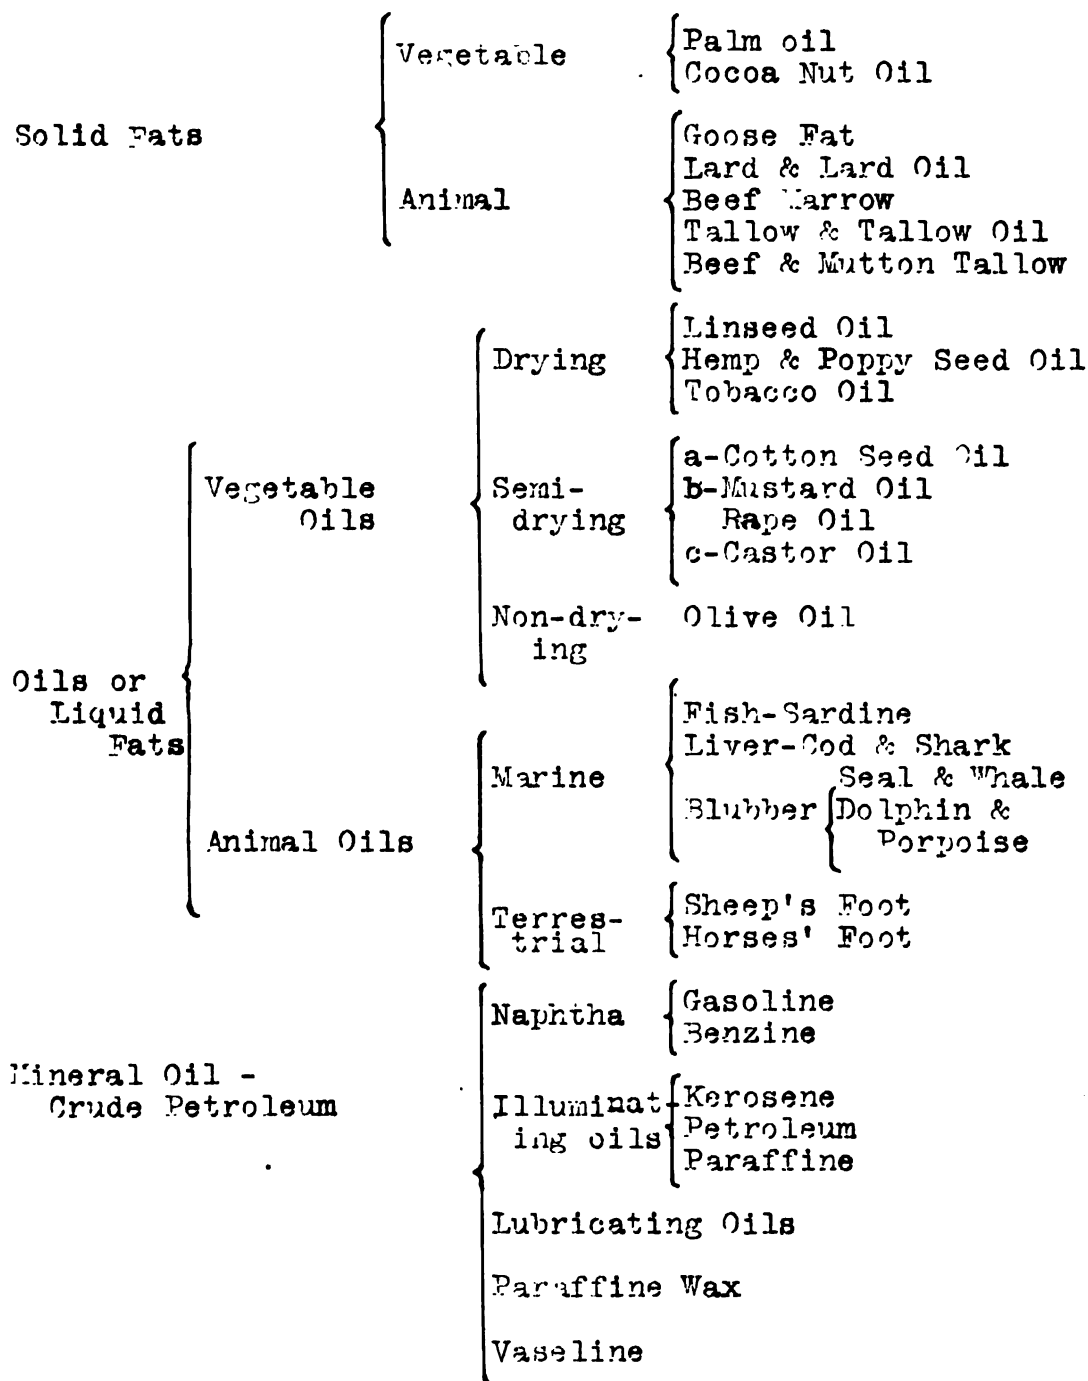 Vegetable
Palm oil
Cocoa Nut Oil
Solid Fats
Animal
Goose Fat
Lard & Lard Oil
Beef Marrow
Tallow & Tallow Oil
Beef & Mutton Tallow
Oils or
Liquid
Fats
Vegetable
Oils
Drying
Linseed Oil
Hemp & Poppy Seed Oil
Tobacco Oil
Semi-
drying
a-Cotton Seed Oil
b-Mustard Oil
Rape Oil
c-Castor Oil
Non-dry-
ing
Olive Oil
Animal Oils
Marine
Fish-Sardine
Liver-Cod & Shark
Seal & Whale
Blubber Dolphin &
Porpoise
Terres-
trial
Sheep's Foot
Horses' Foot
Mineral Oil -
Crude Petroleum
Naphtha
Gasoline
Benzine
Illuminat-
ing oils
Kerosene
Petroleum
Paraffine
Lubricating Oils
Paraffine Wax
Vaseline